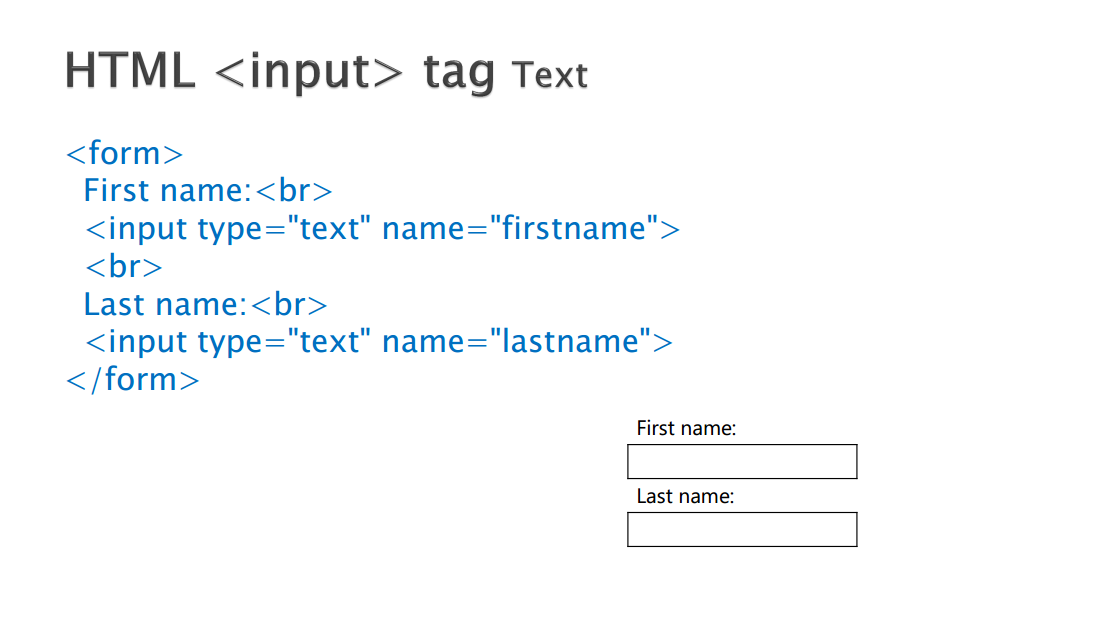 HTML <input> tag Text
<form>
First name:<br>
<input type="text" name="firstname">
<br>
Last name:<br>
<input type="text" name="lastname">
</form>
First name:
Last name: